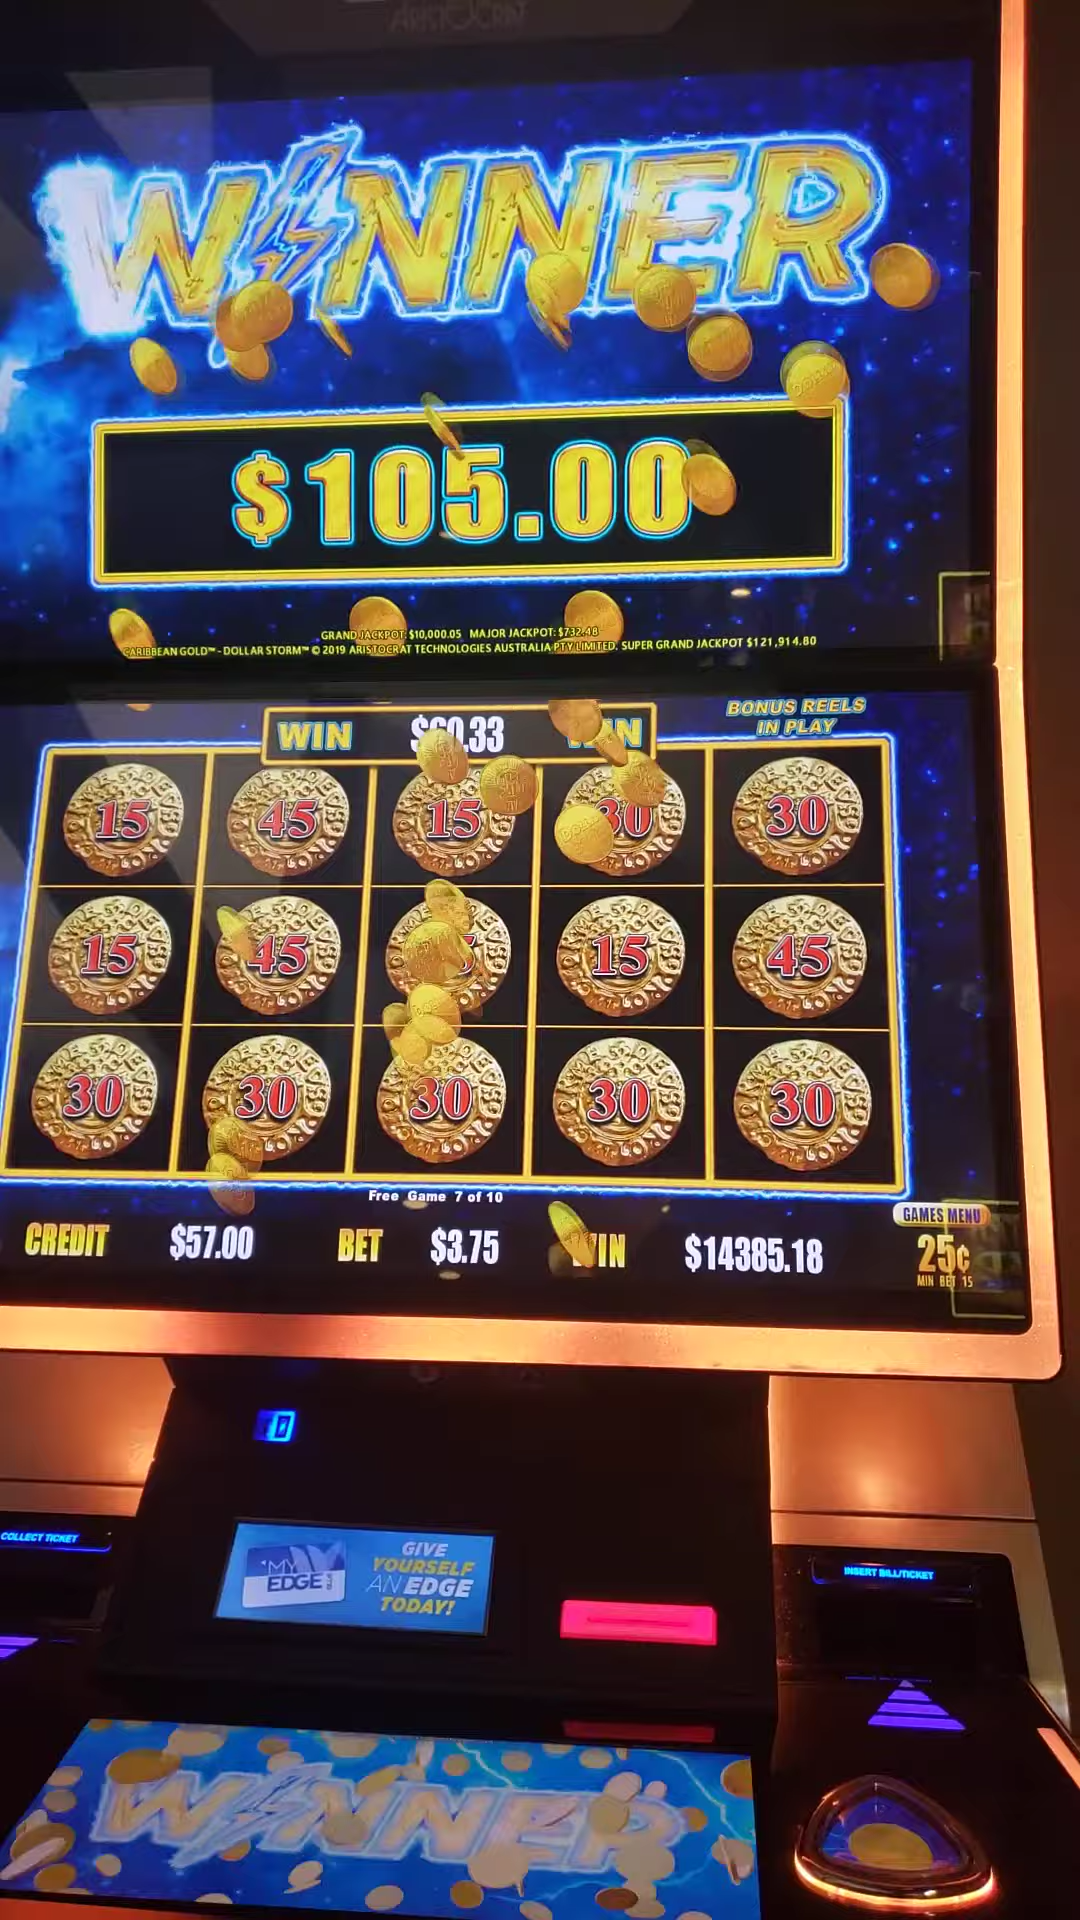 ARISTOCRAT
WINNER
$105.00
GRAND JACKPOT: $10,000.05 MAJOR JACKPOT: $732.48
CARIBBEAN GOLD™ - DOLLAR STORM™ © 2019 ARISTOCRAT TECHNOLOGIES AUSTRALIA PTY LIMITED. SUPER GRAND JACKPOT $121,914.80
BONUS REELS
IN PLAY
WIN $60.33 WIN
15 45 15 30 30
15 45 15 45
30 30 30 30 30
Free Game 7 of 10
CREDIT $57.00 BET $3.75 WIN $14385.18
GAMES MENU
25¢
MIN BET 15
COLLECT TICKET
MY
EDGE
GIVE
YOURSELF
AN EDGE
TODAY!
INSERT BILL/TICKET
WINNER